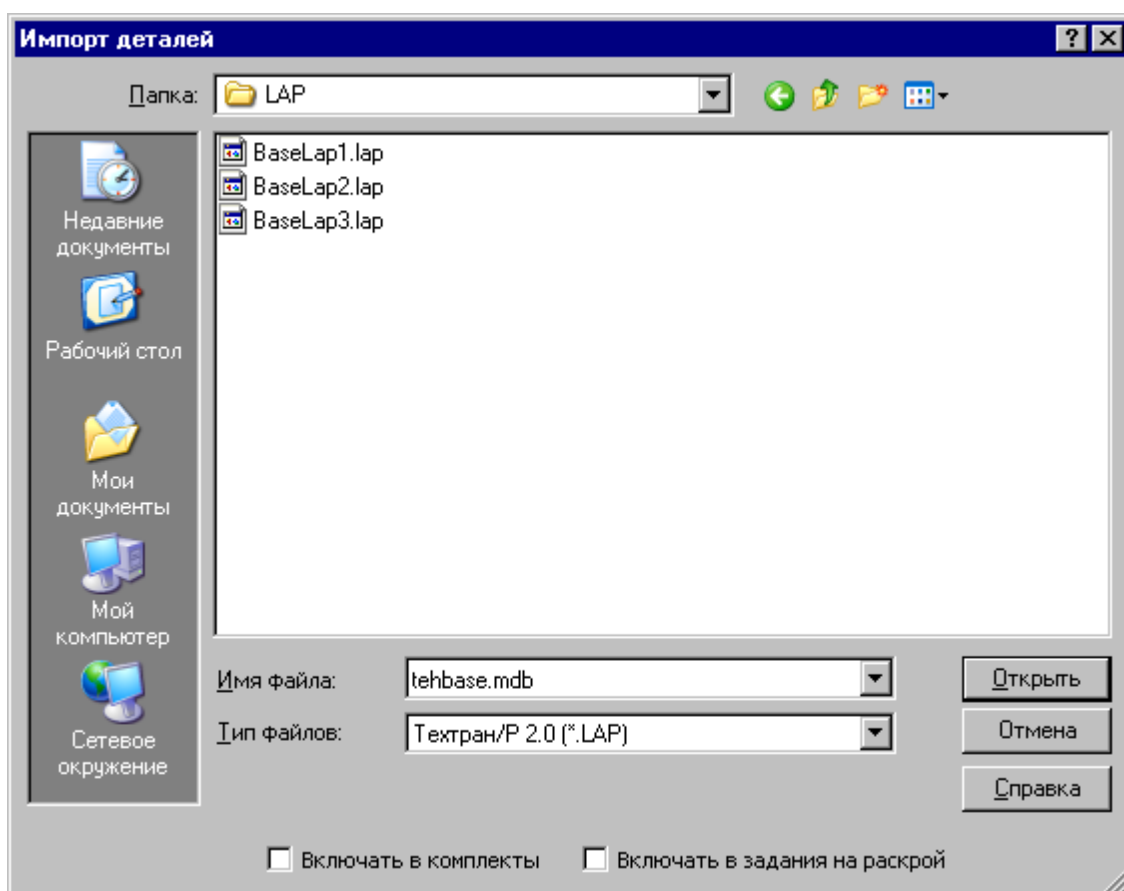 Импорт деталей
Папка:
LAP
BaseLap1.lap
BaseLap2.lap
BaseLap3.lap
Недавние
документы
Рабочий стол
Мои
документы
Мой
компьютер
Сетевое
окружение
Имя файла:
tehbase.mdb
Открыть
Тип файлов:
Техтран/P 2.0 (*.LAP)
Отмена
Справка
Включать в комплекты
Включать в задания на раскрой